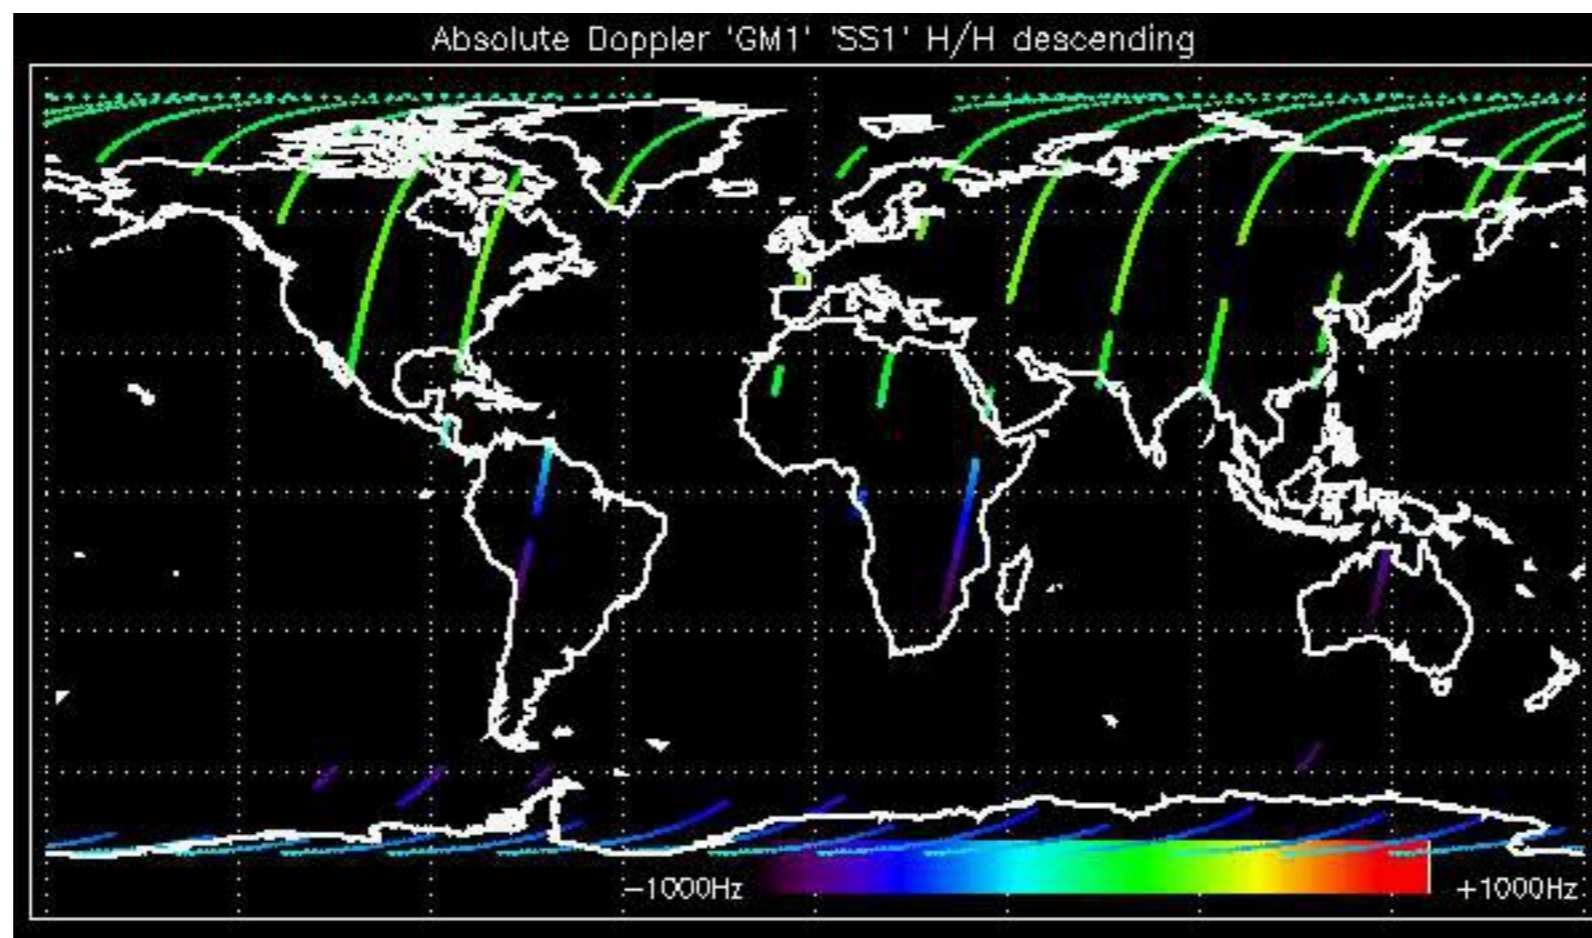 Absolute Doppler 'GM1' 'SS1' H/H descending
−1000Hz
+1000Hz